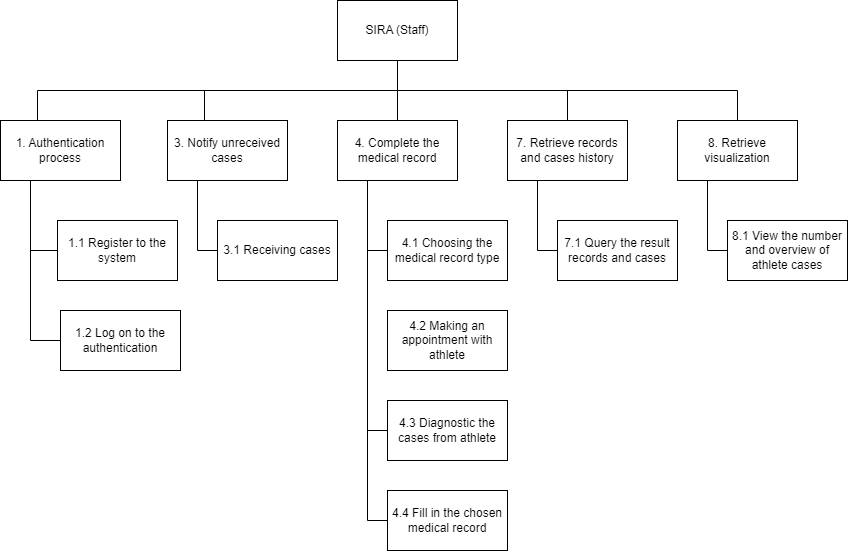 SIRA (Staff)
1. Authentication
process
3. Notify unreceived
cases
4. Complete the
medical record
7. Retrieve records
and cases history
8. Retrieve
visualization
1.1 Register to the
system
3.1 Receiving cases
4.1 Choosing the
medical record type
7.1 Query the result
records and cases
8.1 View the number
and overview of
athlete cases
1.2 Log on to the
authentication
4.2 Making an
appointment with
athlete
4.3 Diagnostic the
cases from athlete
4.4 Fill in the chosen
medical record